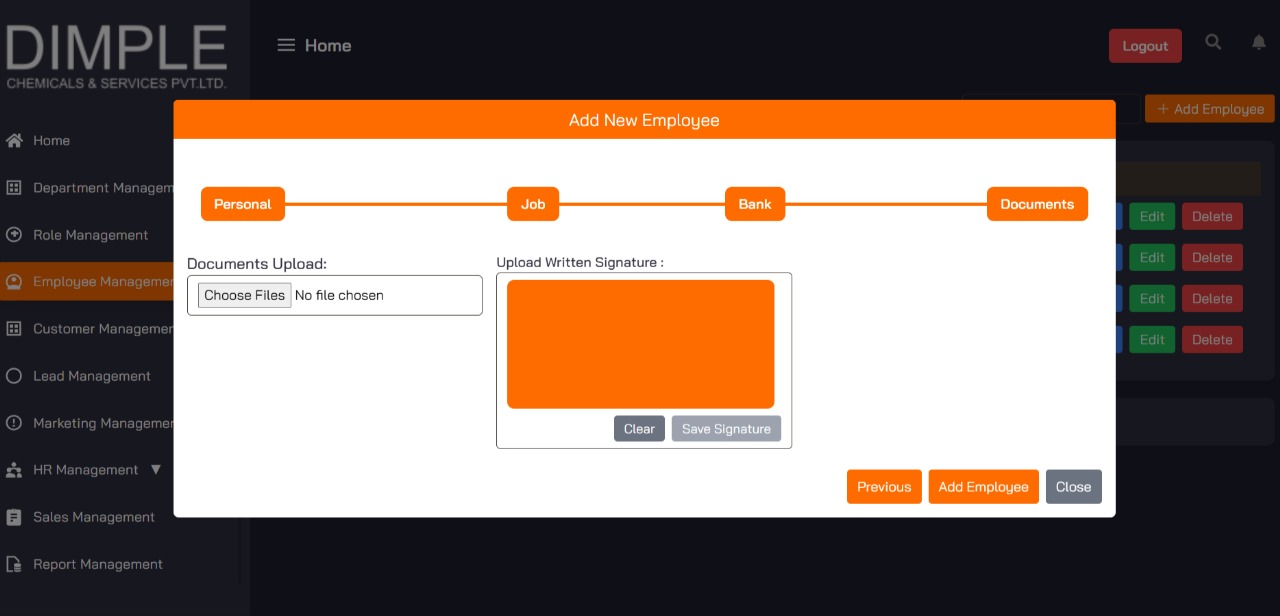 DIMPLE
CHEMICALS & SERVICES PVT.LTD.
Home
Logout
+ Add Employee
Add New Employee
Home
Department Managem
Role Management
Employee Managemen
Customer Managemen
Lead Management
Marketing Managemen
HR Management ▼
Sales Management
Report Management
Personal
Job
Bank
Documents
Documents Upload:
Choose Files No file chosen
Upload Written Signature :
Clear
Save Signature
Previous
Add Employee
Close
Edit
Delete
Edit
Delete
Edit
Delete
Edit
Delete